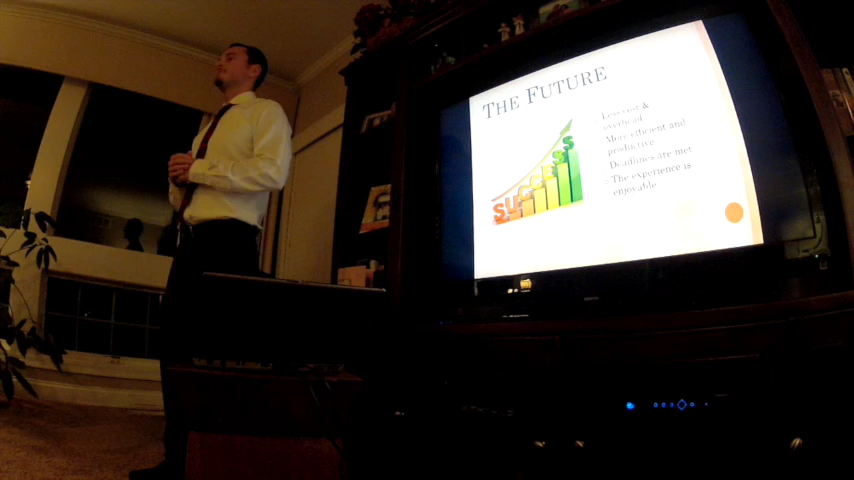 THE FUTURE
Less cost &
overhead
More efficient and
productive
Deadlines are met
The experience is
enjoyable
SUCCESS